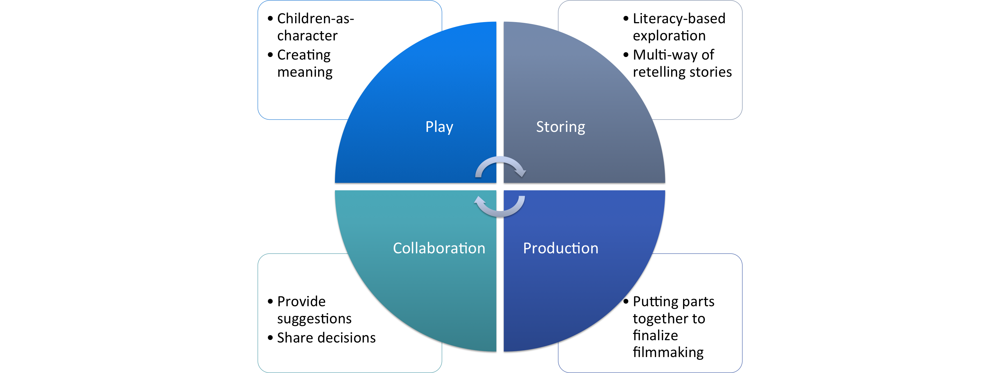 • Children-as-
character
• Creating
meaning
• Literacy-based
exploration
• Multi-way of
retelling stories
Play
Storing
Collaboration
Production
• Provide
suggestions
• Share decisions
• Putting parts
together to
finalize
filmmaking